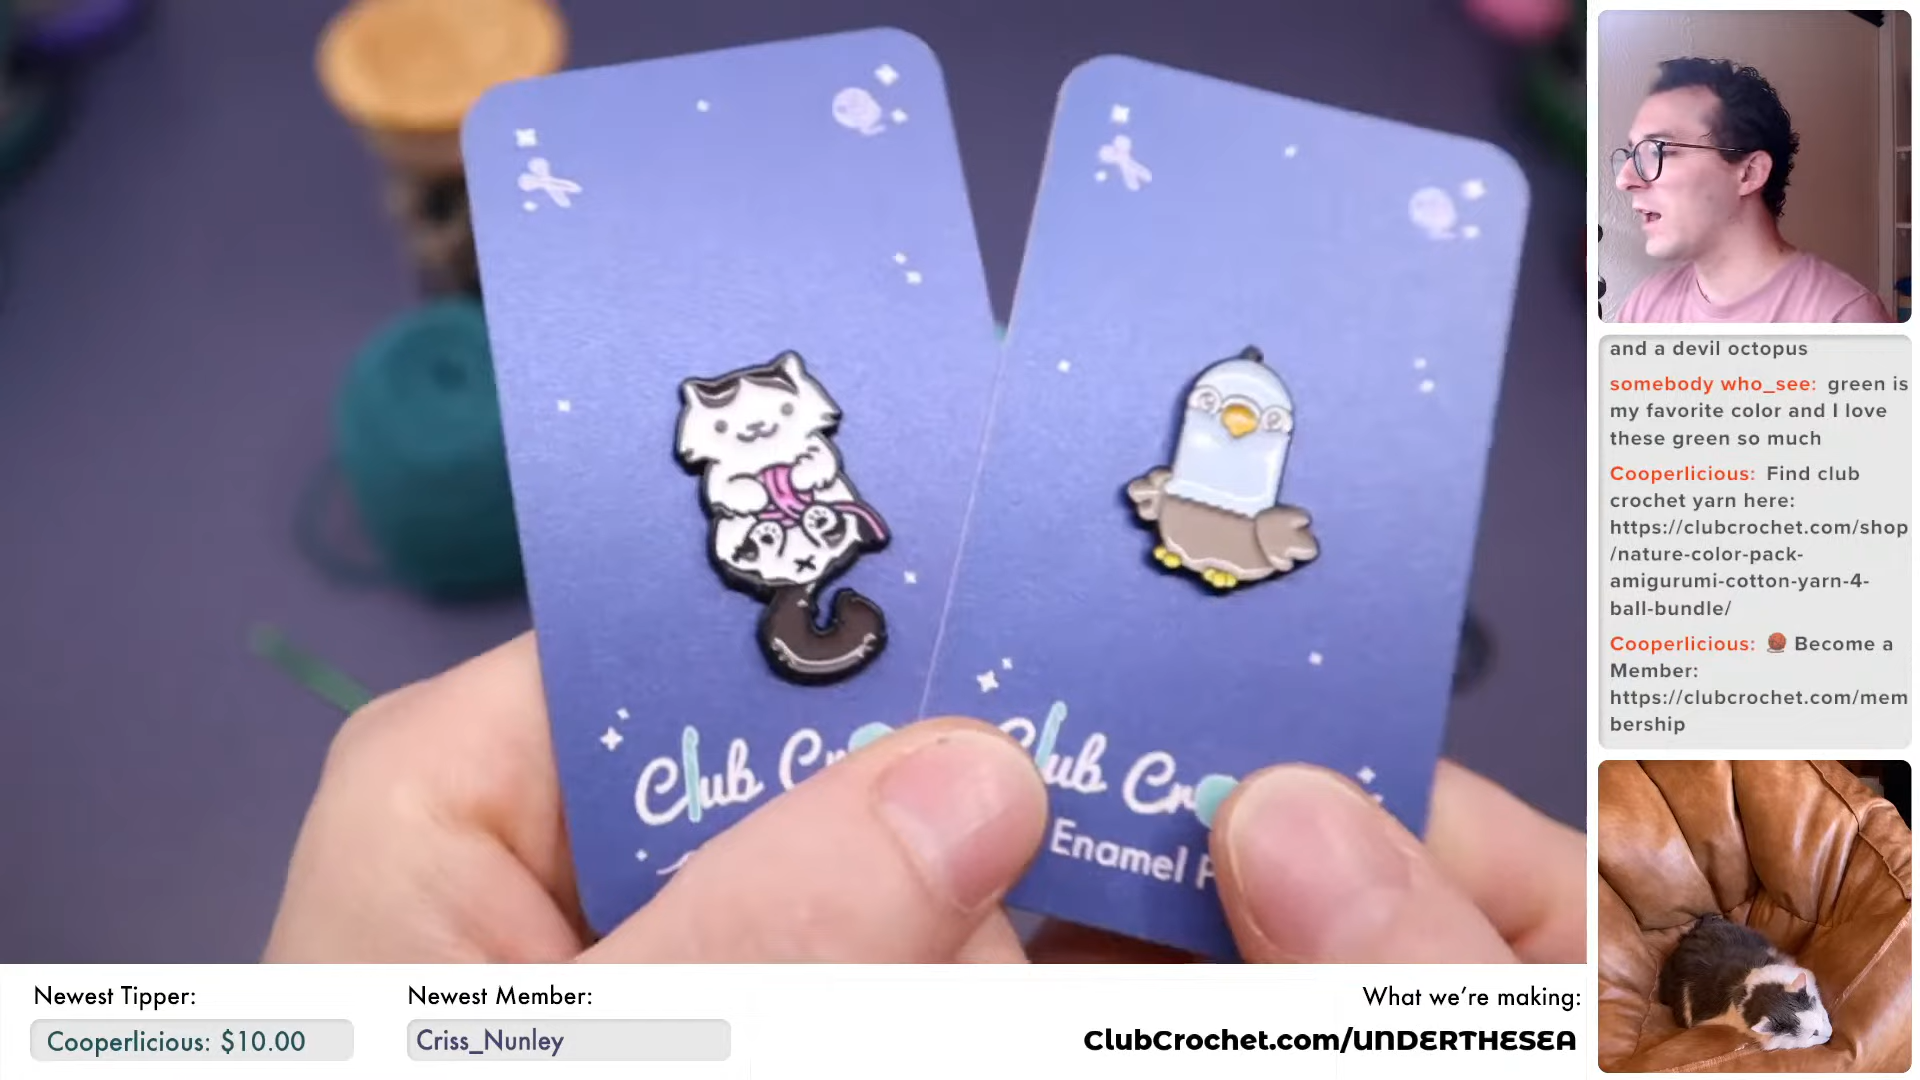 Club Cr
Club Cr
Enamel P
and a devil octopus
somebody who_see: green is
my favorite color and I love
these green so much
Cooperlicious: Find club
crochet yarn here:
https://clubcrochet.com/shop
/nature-color-pack-
amigurumi-cotton-yarn-4-
ball-bundle/
Cooperlicious: Become a
Member:
https://clubcrochet.com/mem
bership
Newest Tipper:
Cooperlicious: $10.00
Newest Member:
Criss_Nunley
What we're making:
ClubCrochet.com/UNDERTHESEA